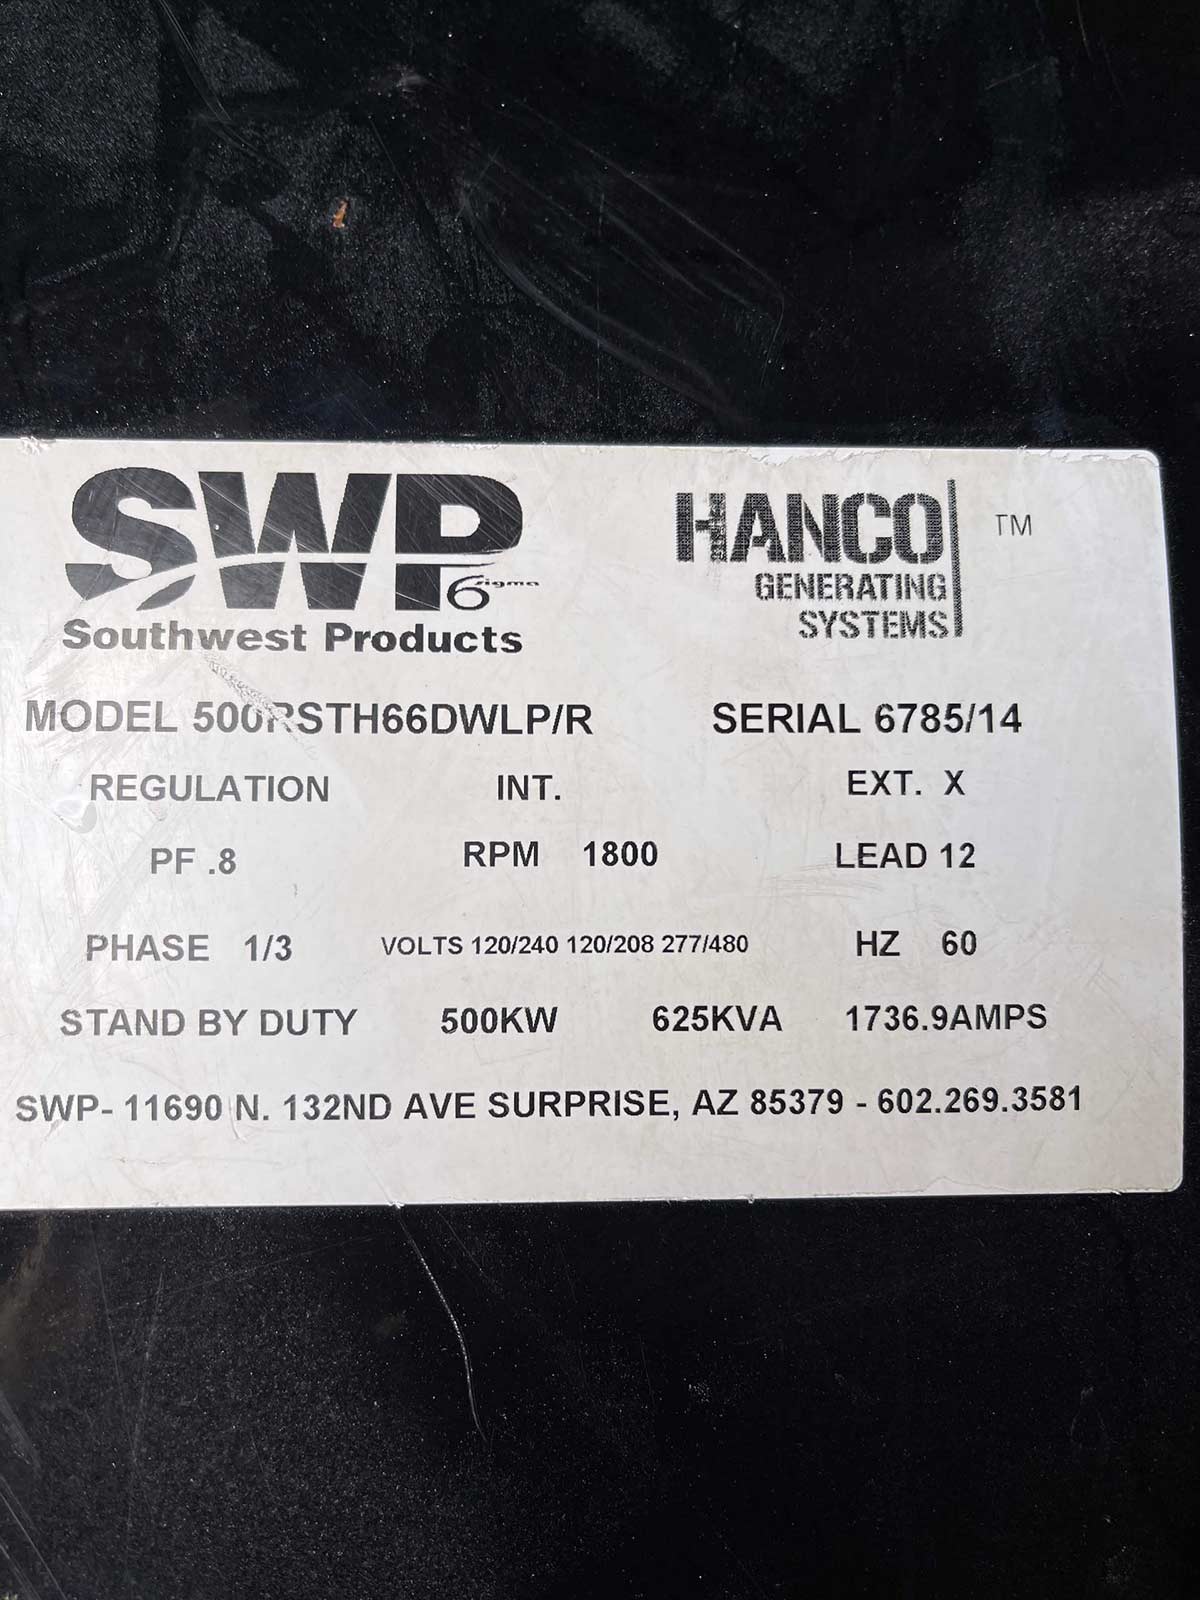 SWP
6 sigma
Southwest Products
HANCO
GENERATING
SYSTEMS
TM
MODEL 500RSTH66DWLP/R SERIAL 6785/14
REGULATION INT. EXT. X
PF .8 RPM 1800 LEAD 12
PHASE 1/3 VOLTS 120/240 120/208 277/480 HZ 60
STAND BY DUTY 500KW 625KVA 1736.9AMPS
SWP- 11690 N. 132ND AVE SURPRISE, AZ 85379 - 602.269.3581